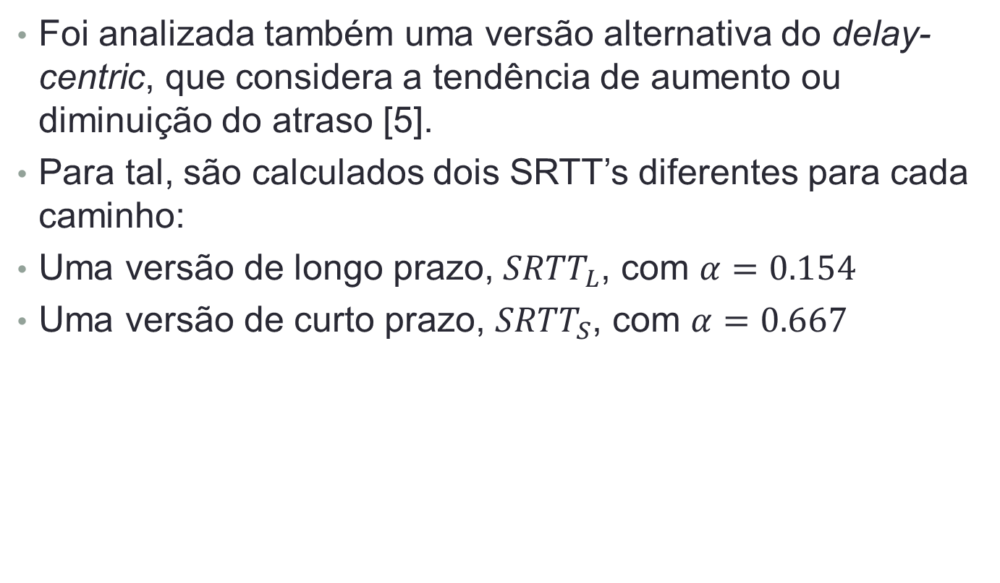 • Foi analizada também uma versão alternativa do delay-
centric, que considera a tendência de aumento ou
diminuição do atraso [5].
• Para tal, são calculados dois SRTT’s diferentes para cada
caminho:
• Uma versão de longo prazo, 𝑆𝑅𝑇𝑇_𝐿, com 𝛼 = 0.154
• Uma versão de curto prazo, 𝑆𝑅𝑇𝑇_𝑆, com 𝛼 = 0.667